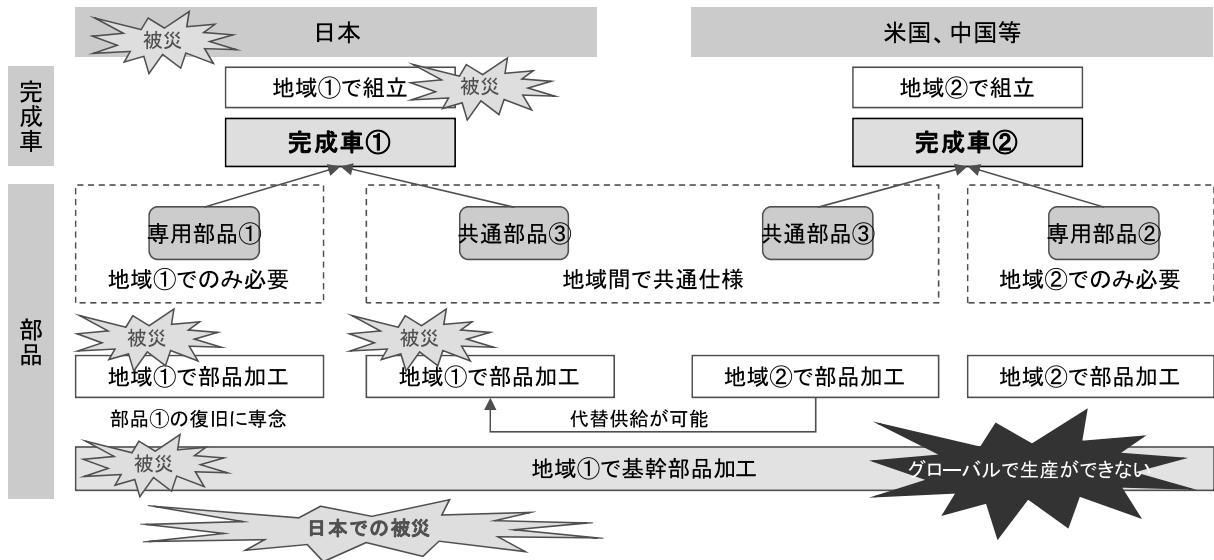 日本
被災
米国、中国等
完成車
地域①で組立
被災
地域②で組立
完成車①
完成車②
部品
専用部品①
共通部品③
共通部品③
専用部品②
地域①でのみ必要
地域間で共通仕様
地域②でのみ必要
被災
被災
地域①で部品加工
地域①で部品加工
地域②で部品加工
地域②で部品加工
部品①の復旧に専念
代替供給が可能
被災
地域①で基幹部品加工
グローバルで生産ができない
日本での被災